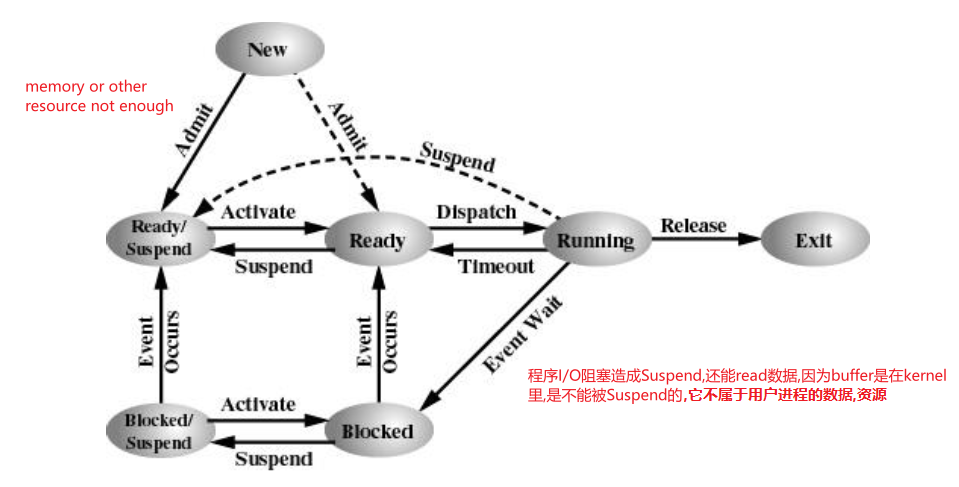 New
memory or other
resource not enough
Admit
Admit
Suspend
Ready/
Suspend
Activate
Suspend
Ready
Dispatch
Timeout
Running
Release
Exit
Event
Occurs
Event
Occurs
Event Wait
程序I/O阻塞造成Suspend,还能read数据,因为buffer是在kernel
里,是不能被Suspend的,它不属于用户进程的数据,资源
Blocked/
Suspend
Activate
Suspend
Blocked